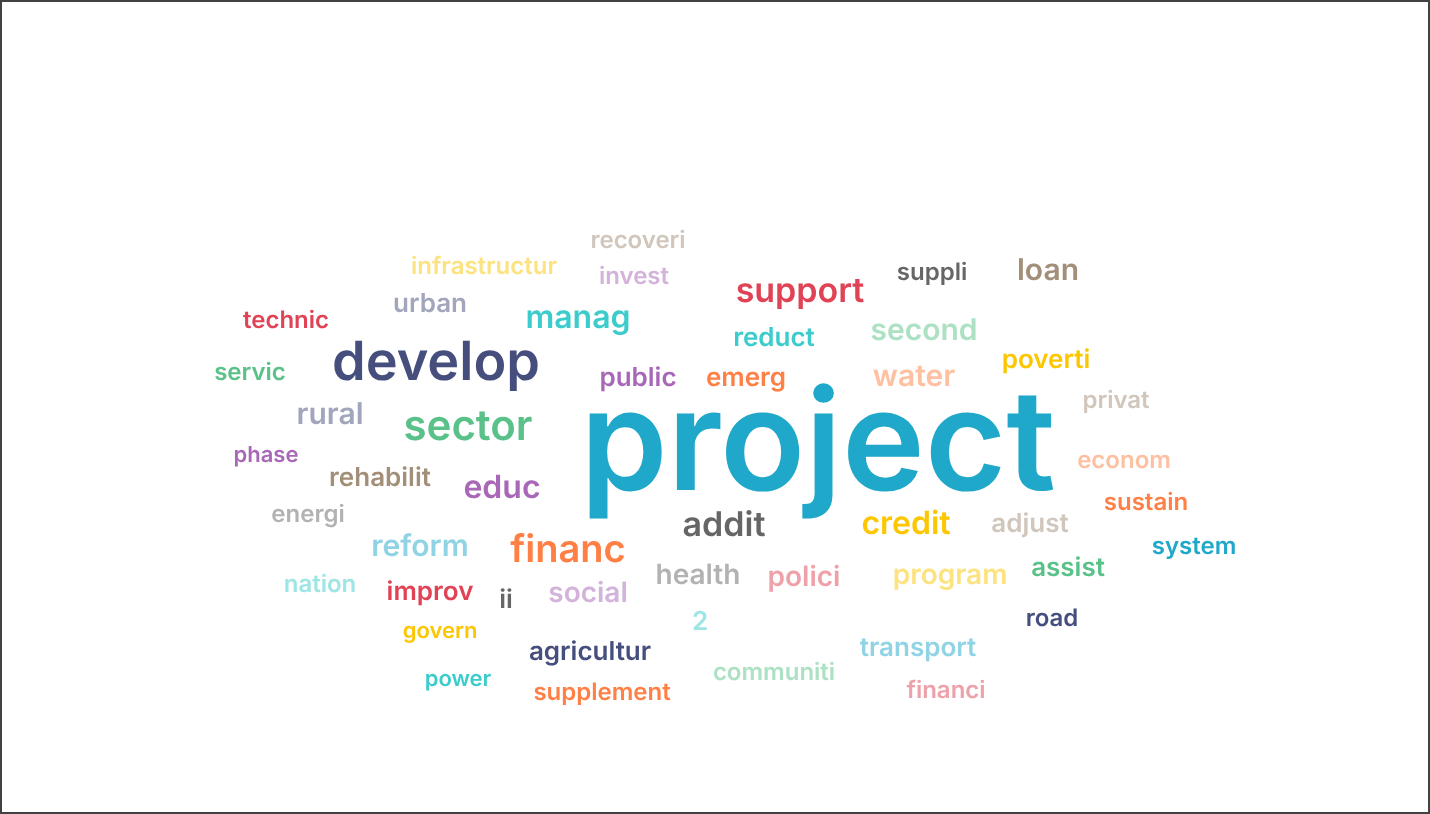 recoveri
infrastructur
invest
suppli
loan
support
urban
technic
manag
second
reduct
develop
poverti
servic
public
emerg
water
privat
rural
sector
project
phase
econom
rehabilit
educ
sustain
energi
addit
credit
adjust
reform
financ
system
assist
health
polici
program
nation
improv
ii
social
2
road
govern
agricultur
transport
communiti
power
supplement
financi